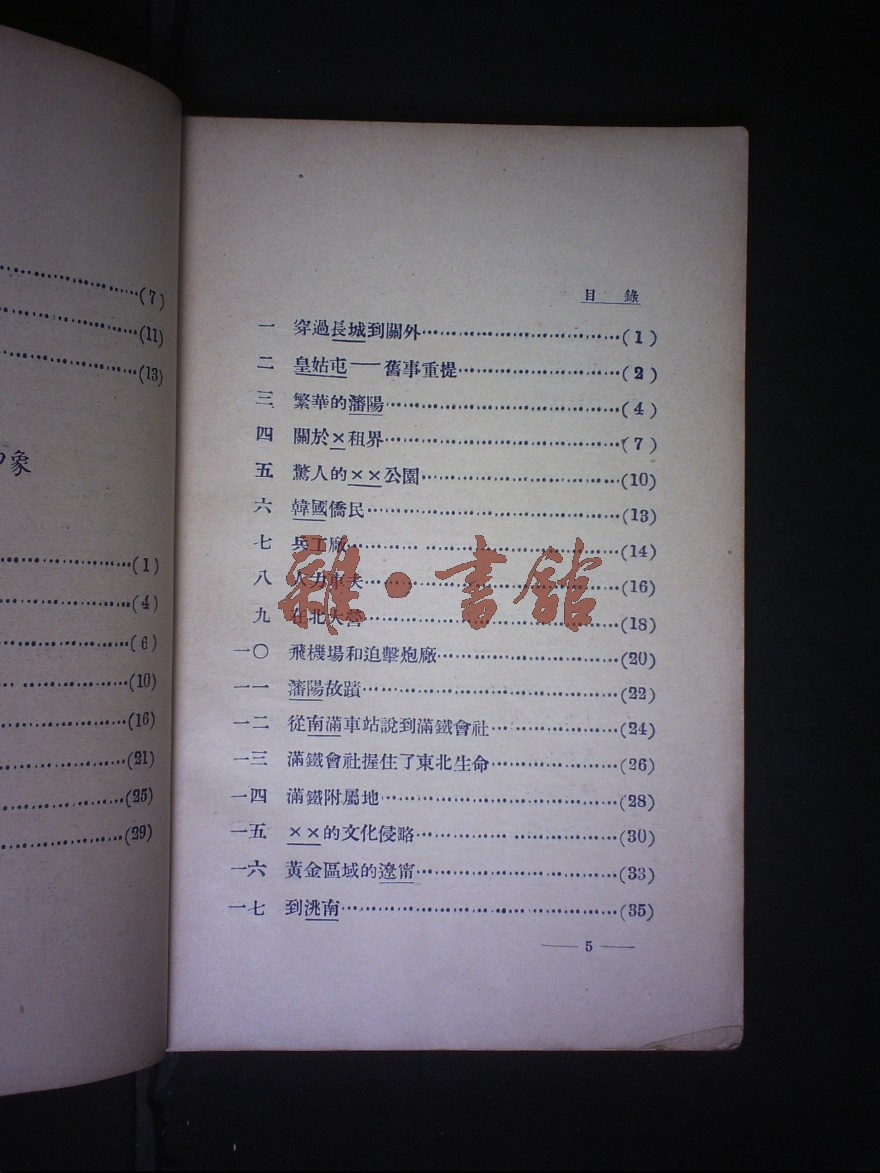 (7)
(11)
(13)
象
(1)
(4)
(6)
(10)
(16)
(21)
(25)
(29)
目 錄
一 穿過長城到關外……………………(1)
二 皇姑屯——舊事重提……………………(2)
三 繁華的瀋陽……………………(4)
四 關於×租界……………………(7)
五 驚人的××公園……………………(10)
六 韓國僑民……………………(13)
七 兵工廠……………………(14)
八 人力車夫……………………(16)
九 在北大營……………………(18)
一〇 飛機場和迫擊炮廠……………………(20)
一一 瀋陽故蹟……………………(22)
一二 從南滿車站說到滿鐵會社……………………(24)
一三 滿鐵會社握住了東北生命……………………(26)
一四 滿鐵附屬地……………………(28)
一五 ××的文化侵略……………………(30)
一六 黃金區域的遼甯……………………(33)
一七 到洮南……………………(35)
—— 5 ——
雜·書館